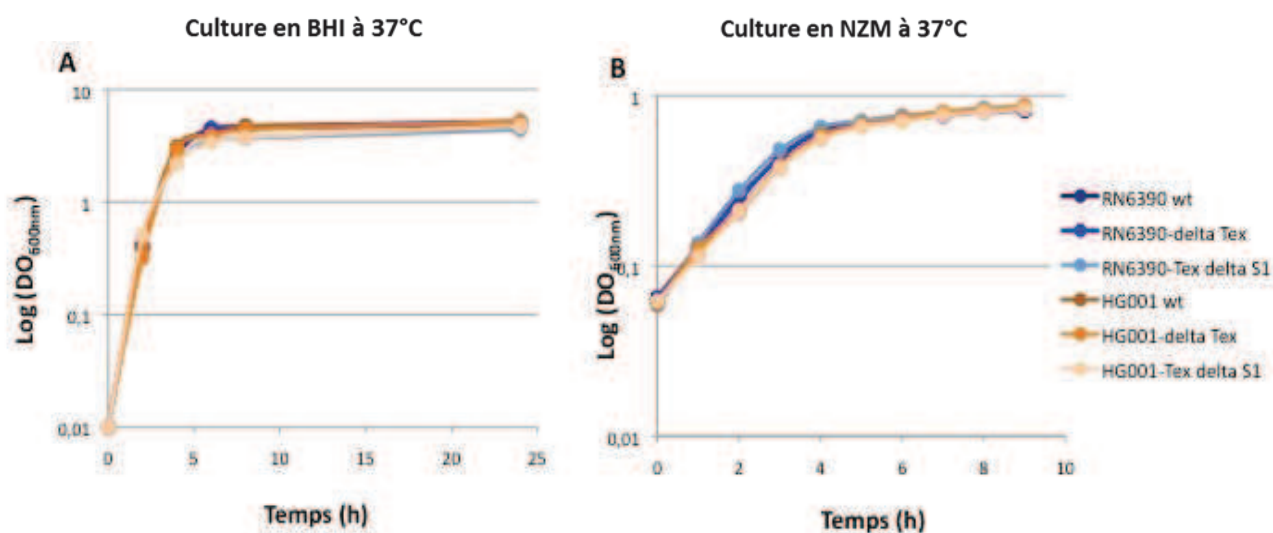 Culture en BHI à 37°C
Culture en NZM à 37°C
A
10
1
0,1
0,01
Log (DO600nm)
0
5
10
15
20
25
Temps (h)
B
1
0,1
0,01
Log (DO600nm)
0
2
4
6
8
10
Temps (h)
RN6390 wt
RN6390-delta Tex
RN6390-Tex delta S1
HG001 wt
HG001-delta Tex
HG001-Tex delta S1